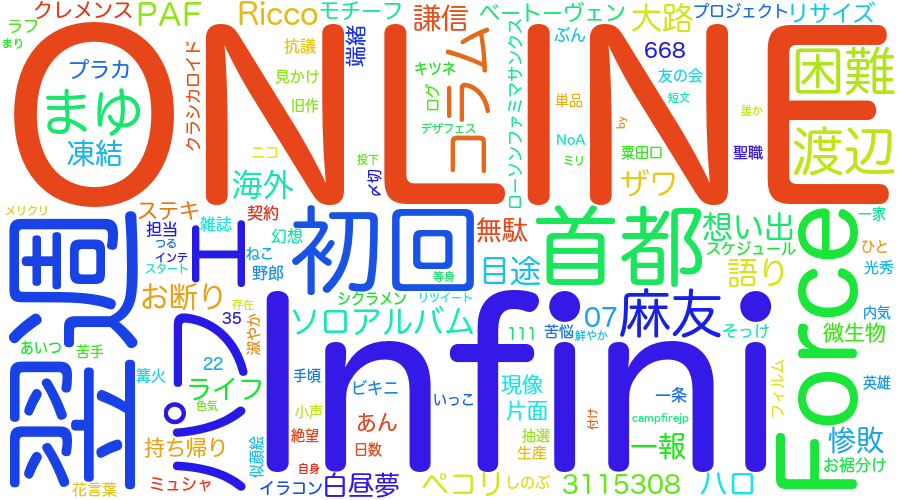 クレメンス
PAF
Ricco
モチーフ
謙信
ベートーヴェン
大路
プロジェクト
リサイズ
ラブ
まり
ONLINE
抗議
端緒
コラム
ローソンファミマサンクス
ぶん
668
困難
プラカ
クラシカロイド
見かけ
キツネ
友の会
まゆ
旧作
ログ
単品
短文
誰か
凍結
デザフェス
NoA
by
渡辺
ニコ
投下
ミリ
粟田口
聖職
海外
〆切
ザワ
メリクリ
ステキ
契約
翌週
担当
雑誌
幻想
初回
無駄
首都
想い出
Force
一家
つる
パワエ
インテ
ねこ
スケジュール
ひと
スタート
野郎
等身
目途
語り
光秀
お断り
存在
シクラメン
リツイート
麻友
内気
35
淑やか
ソロアルバム
07
そっけ
微生物
あいつ
苦手
Infini
111
苦悩
鮮やか
篝火
22
手頃
ビキニ
現像
フィルム
英雄
ライフ
いっこ
一条
色気
小声
あん
片面
付け
campfirejp
惨敗
持ち帰り
似顔絵
絶望
日数
抽選
一報
生産
お裾分け
自身
花言葉
ミュシャ
イラコン
白昼夢
ペコリ
しのぶ
3115308
ハロ